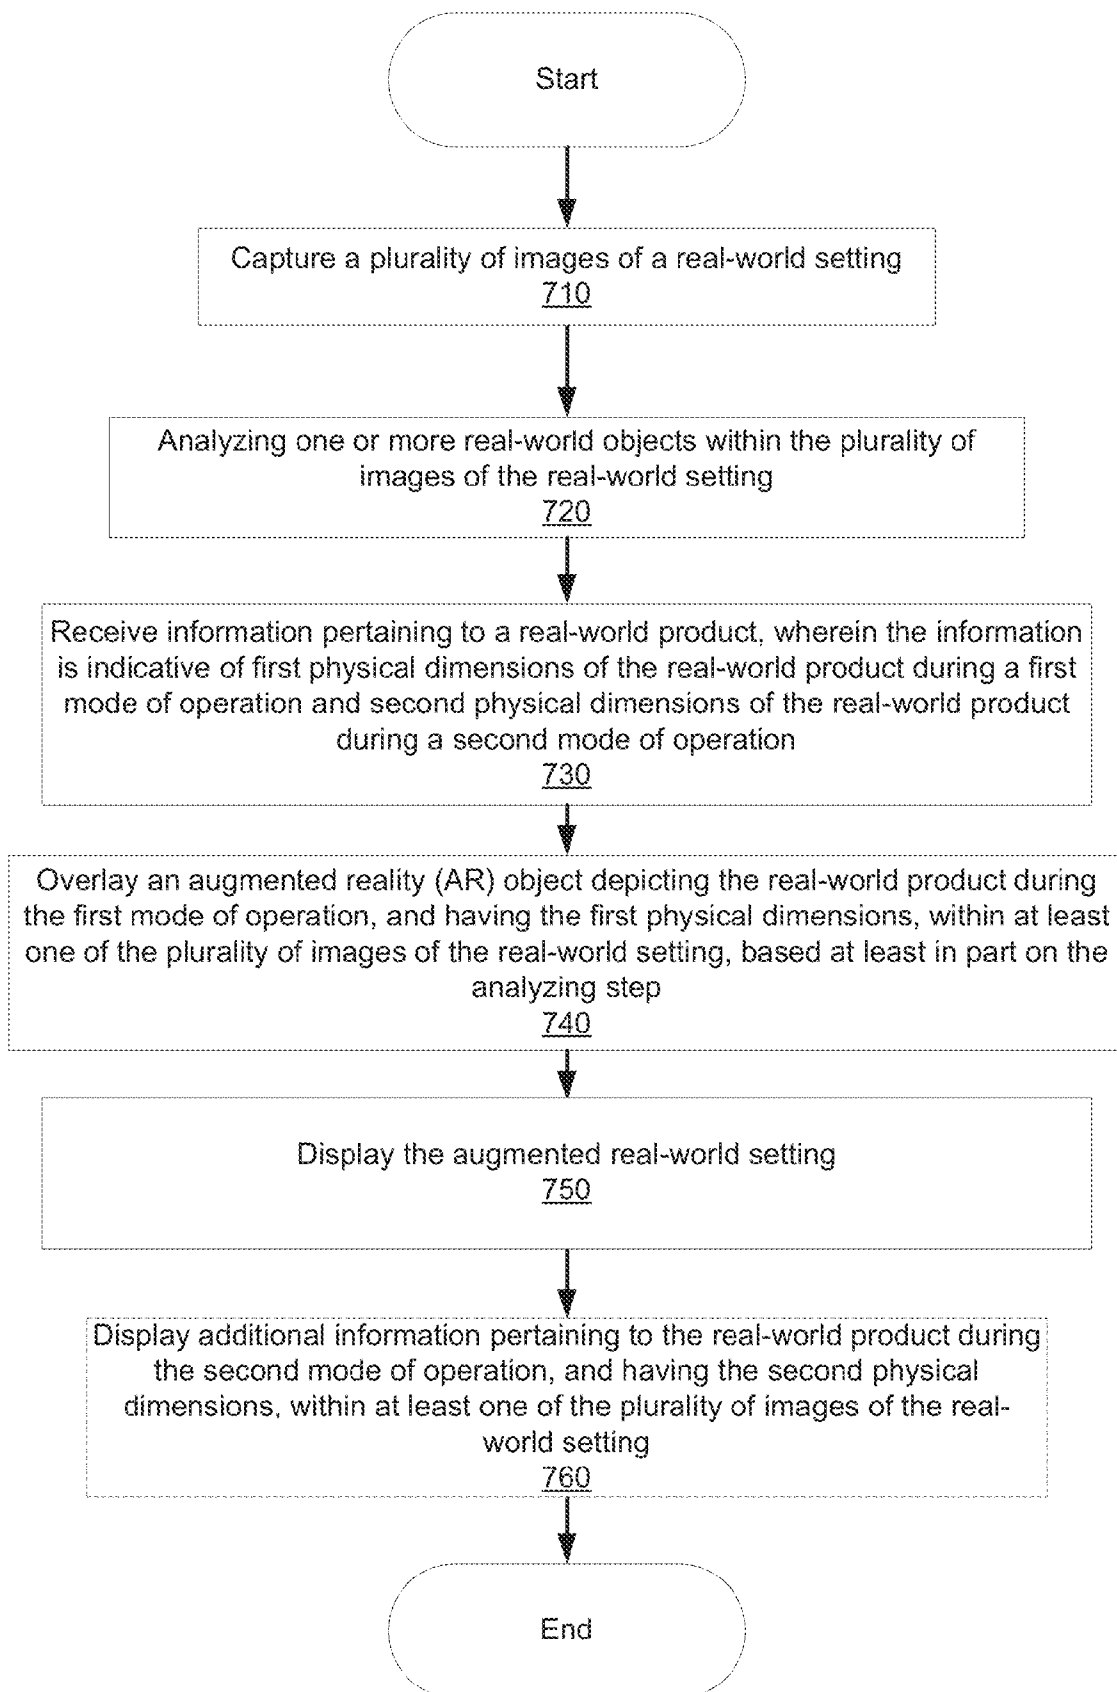 Start
Capture a plurality of images of a real-world setting
710
Analyzing one or more real-world objects within the plurality of
images of the real-world setting
720
Receive information pertaining to a real-world product, wherein the information
is indicative of first physical dimensions of the real-world product during a first
mode of operation and second physical dimensions of the real-world product
during a second mode of operation
730
Overlay an augmented reality (AR) object depicting the real-world product during
the first mode of operation, and having the first physical dimensions, within at least
one of the plurality of images of the real-world setting, based at least in part on the
analyzing step
740
Display the augmented real-world setting
750
Display additional information pertaining to the real-world product during
the second mode of operation, and having the second physical
dimensions, within at least one of the plurality of images of the real-
world setting
760
End